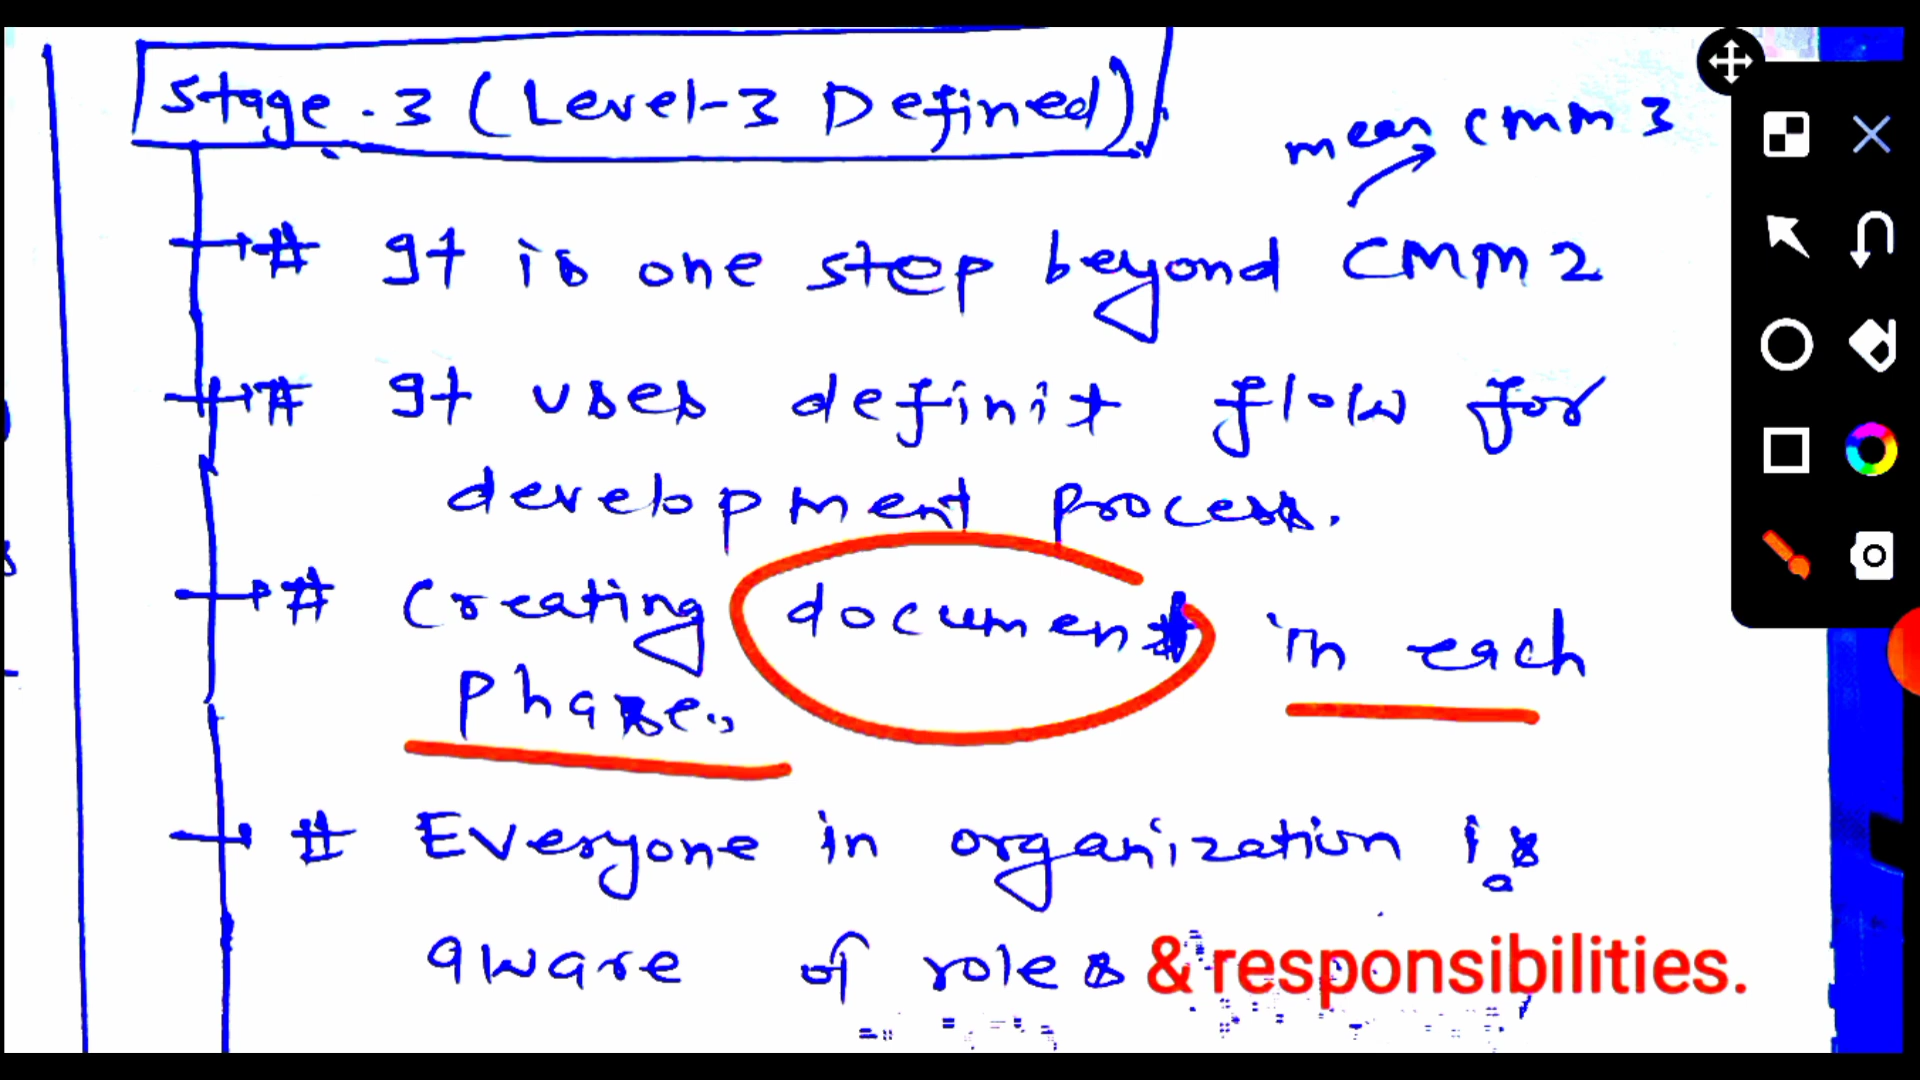 Stage.3 (Level-3 Defined)
mean CMM 3
# It is one step beyond CMM 2
# It uses definit flow for
development process.
# Creating document in each
phase.
# Everyone in organization is
aware of roles & responsibilities.